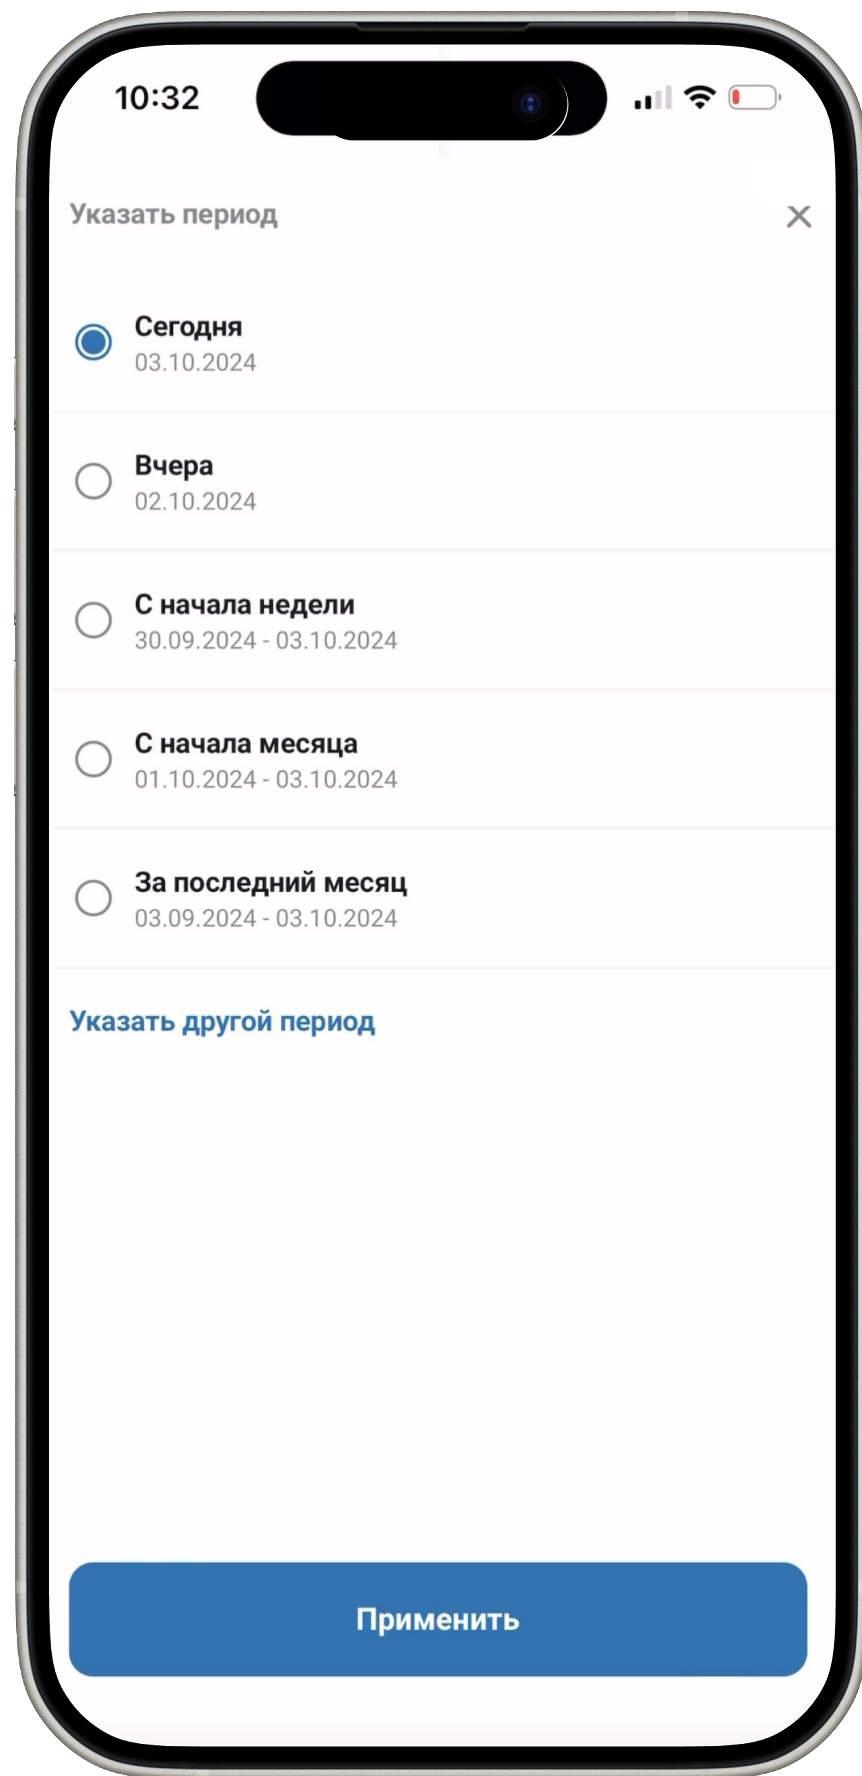 10:32
Указать период
Сегодня
03.10.2024
Вчера
02.10.2024
С начала недели
30.09.2024 - 03.10.2024
С начала месяца
01.10.2024 - 03.10.2024
За последний месяц
03.09.2024 - 03.10.2024
Указать другой период
Применить